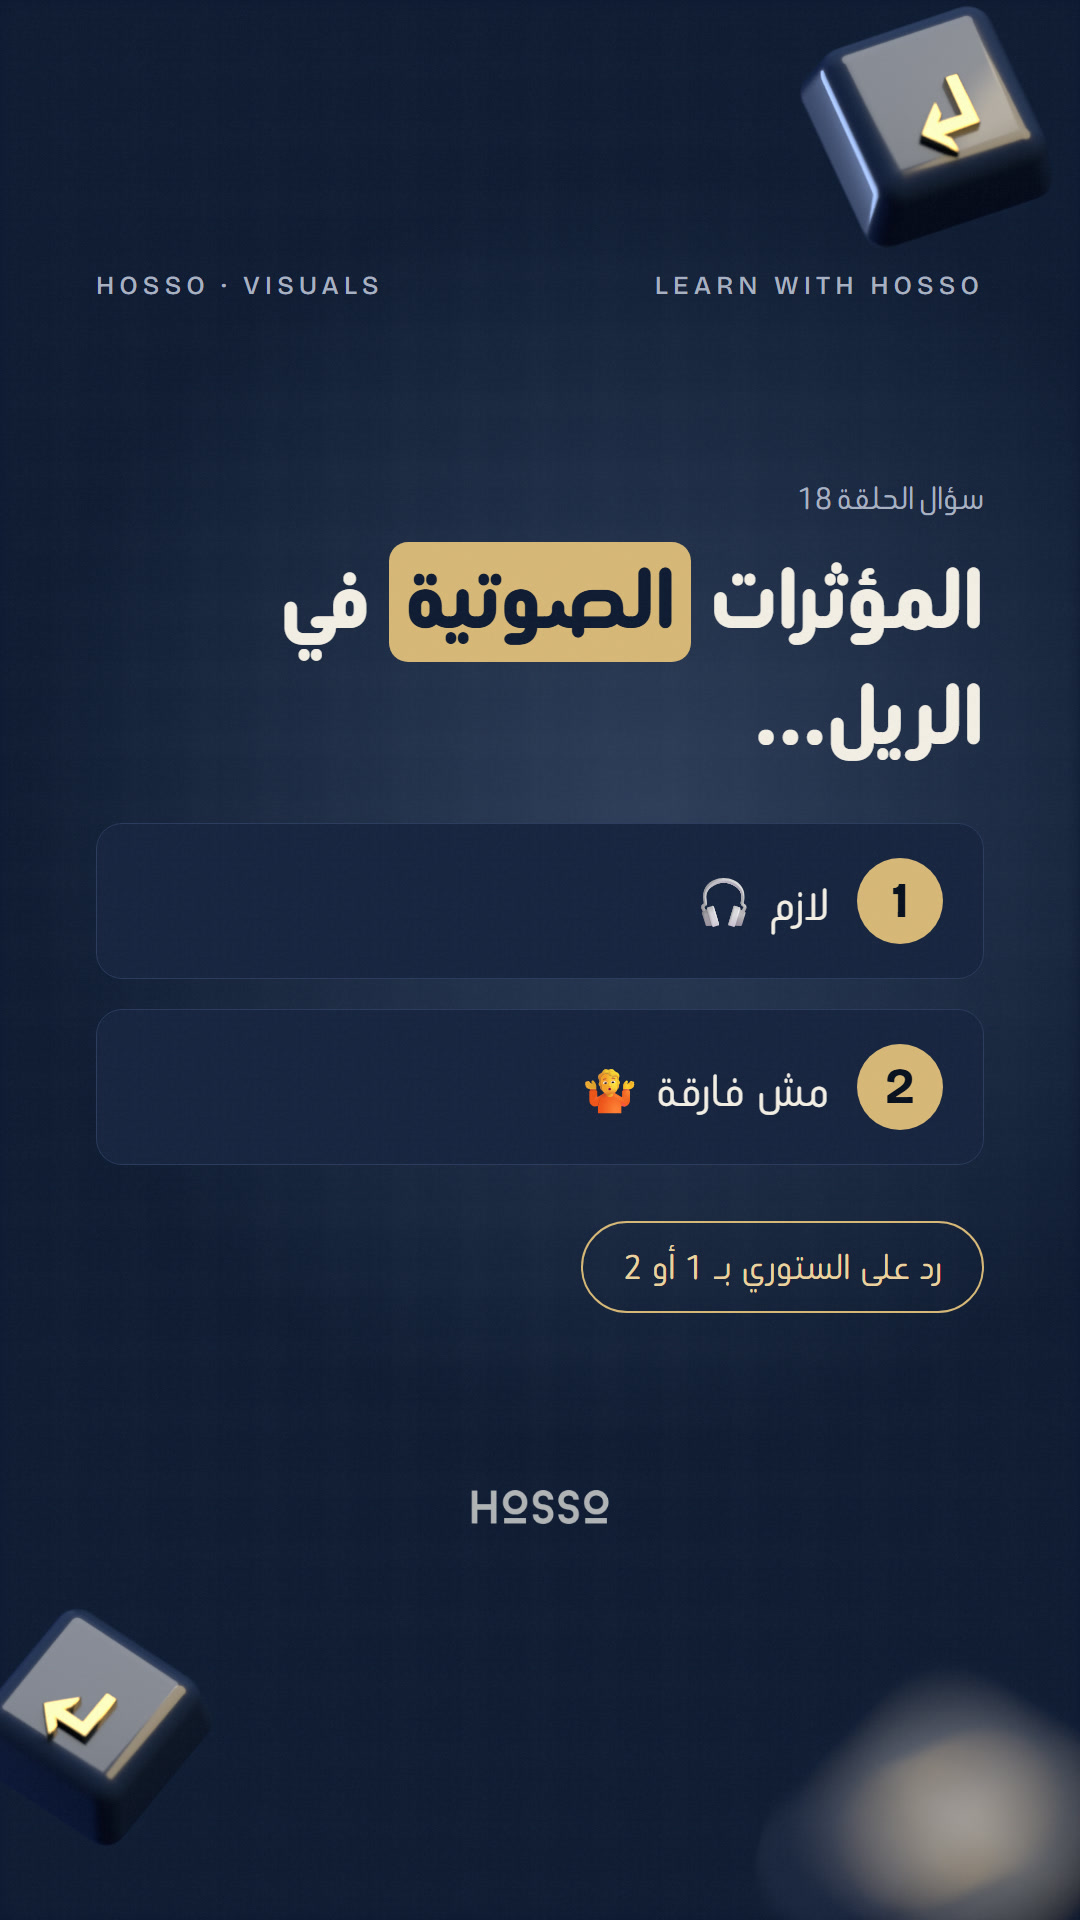 HOSSO · VISUALS
LEARN WITH HOSSO
سؤال الحلقة 18
المؤثرات الصوتية في
الريل...
1 لازم 🎧
2 مش فارقة 🤷
رد على الستوري بـ 1 أو 2
HOSSO